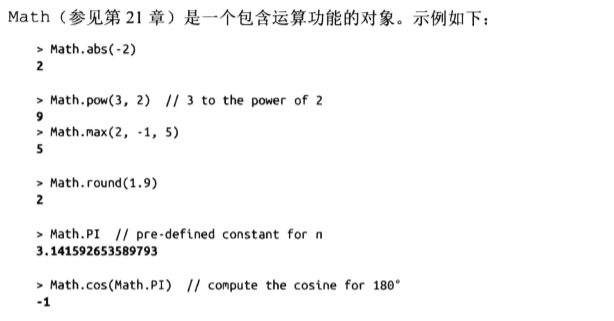 Math（参见第 21 章）是一个包含运算功能的对象。示例如下：
> Math.abs(-2)
2
> Math.pow(3, 2)  // 3 to the power of 2
9
> Math.max(2, -1, 5)
5
> Math.round(1.9)
2
> Math.PI  // pre-defined constant for π
3.141592653589793
> Math.cos(Math.PI)  // compute the cosine for 180°
-1